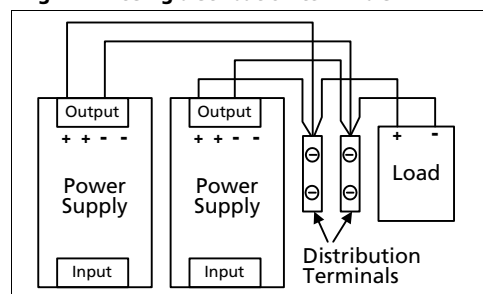 Output
+ + - -
Power
Supply
Input
Output
+ + - -
Power
Supply
Input
+ -
Load
Distribution
Terminals